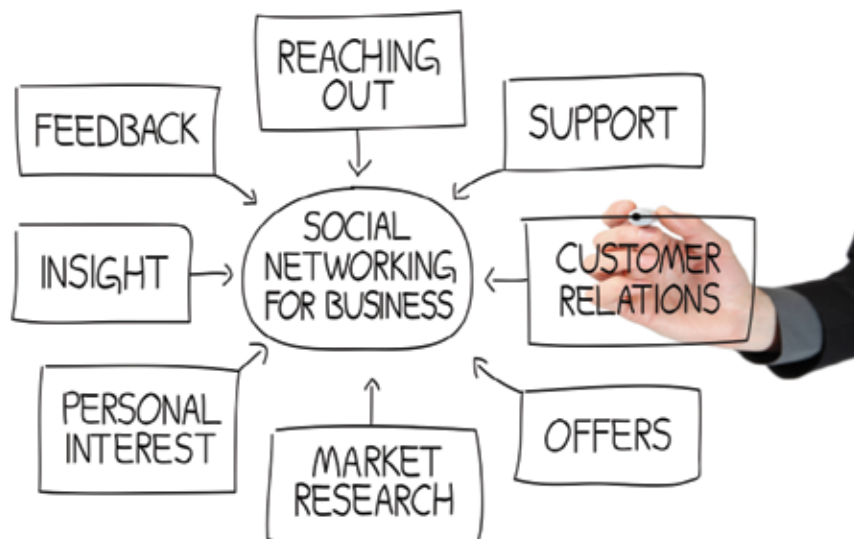 REACHING
OUT
FEEDBACK
SUPPORT
INSIGHT
SOCIAL
NETWORKING
FOR BUSINESS
CUSTOMER
RELATIONS
PERSONAL
INTEREST
MARKET
RESEARCH
OFFERS